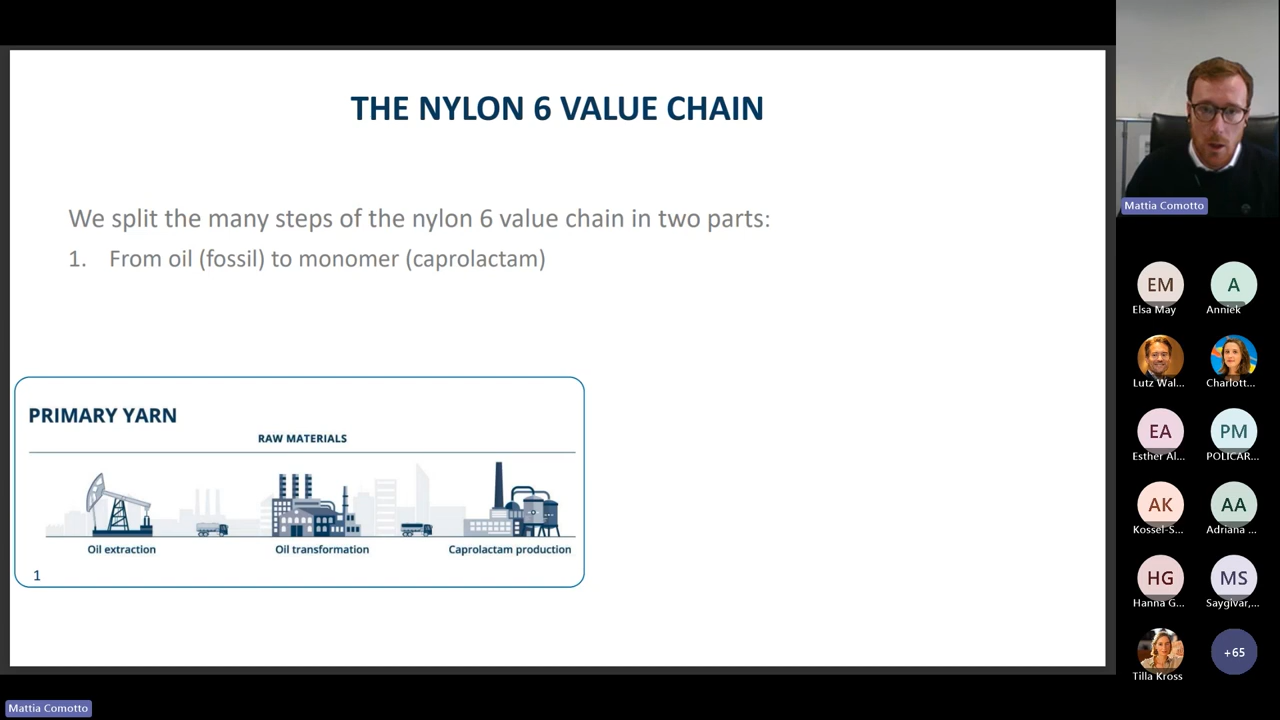 THE NYLON 6 VALUE CHAIN
We split the many steps of the nylon 6 value chain in two parts:
1. From oil (fossil) to monomer (caprolactam)
PRIMARY YARN
RAW MATERIALS
Oil extraction
Oil transformation
Caprolactam production
1
Mattia Comotto
EM
Elsa May
A
Anniek
Lutz Wal...
Charlott...
EA
Esther Al...
PM
POLICAR...
AK
Kossel-S...
AA
Adriana ...
HG
Hanna G...
MS
Saygivar,...
Tilla Kross
+65
Mattia Comotto